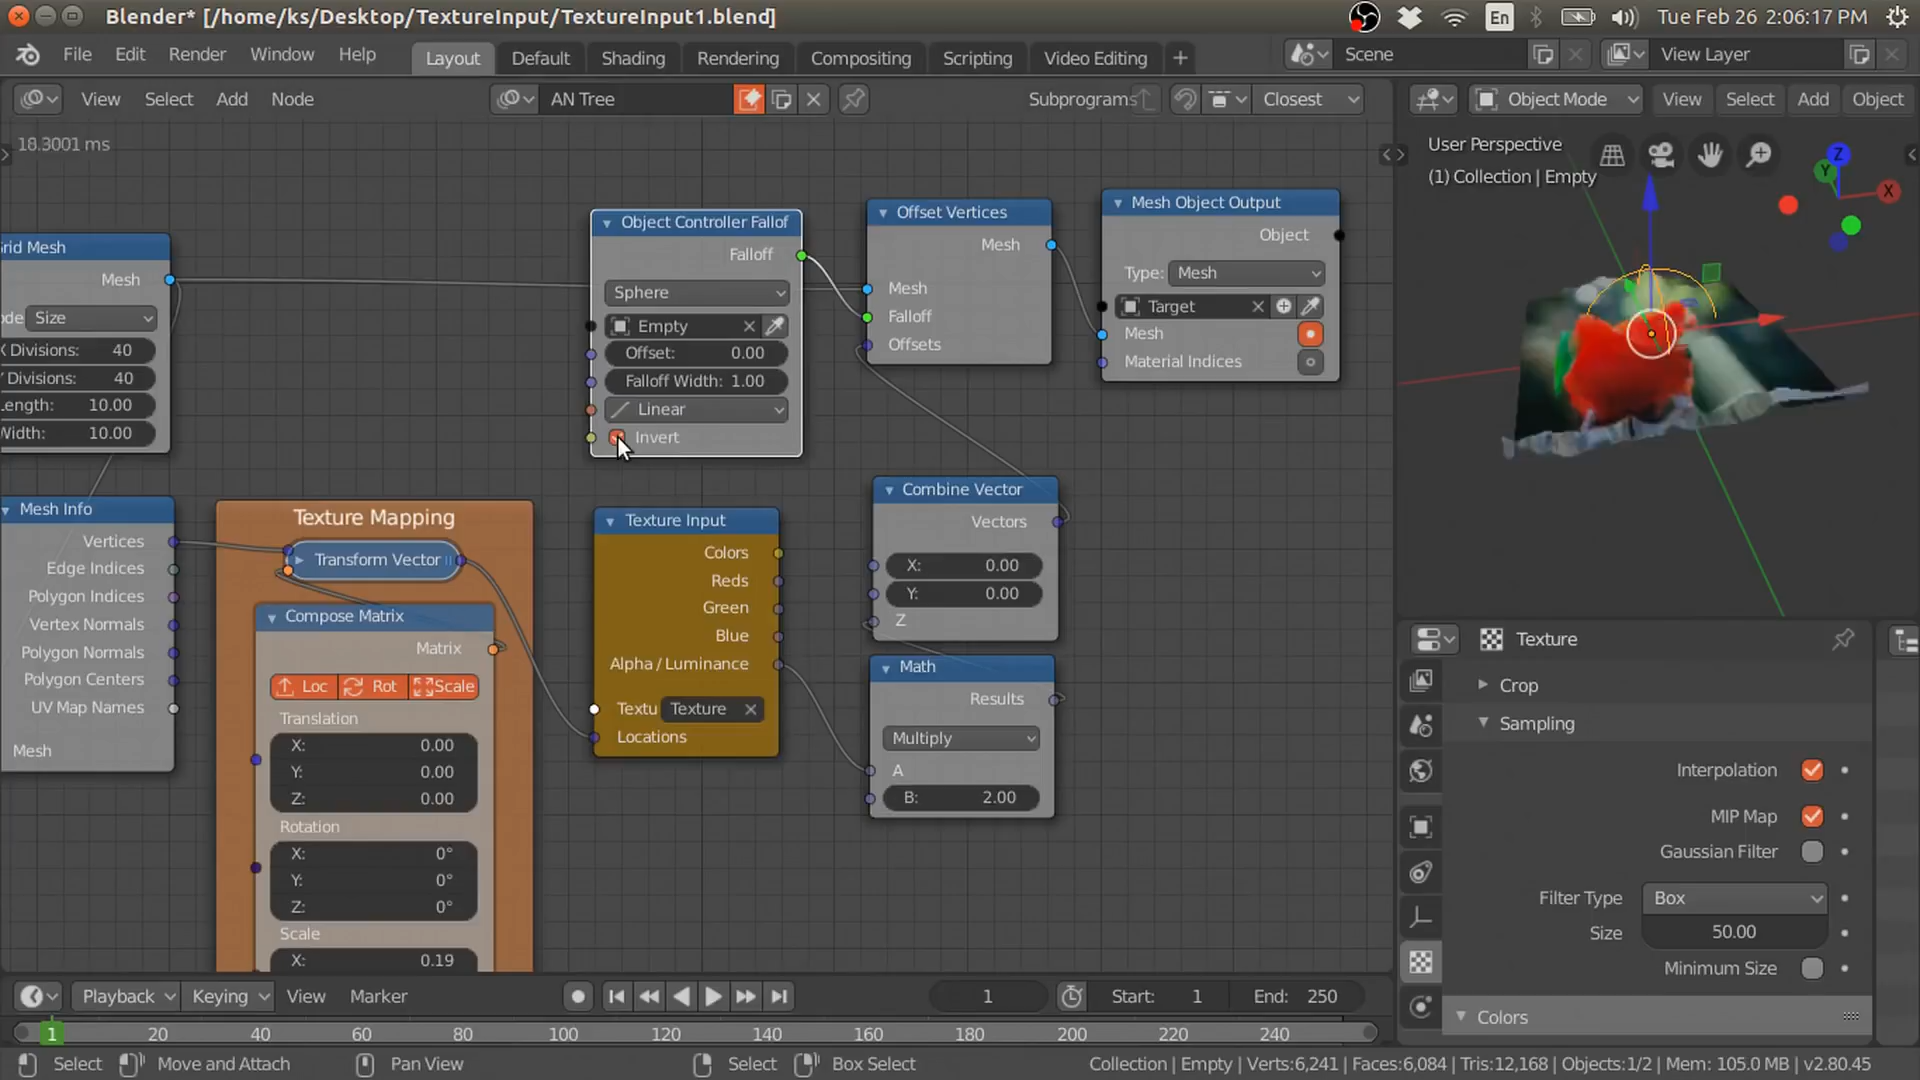 Blender* [/home/ks/Desktop/TextureInput/TextureInput1.blend]
En
Tue Feb 26 2:06:17 PM
File Edit Render Window Help
Layout Default Shading Rendering Compositing Scripting Video Editing +
Scene
View Layer
View Select Add Node
AN Tree
Subprograms
Closest
Object Mode
View Select Add Object
18.3001 ms
User Perspective
(1) Collection | Empty
Z
Y
X
Grid Mesh
Mesh
Size
X Divisions: 40
Divisions: 40
Length: 10.00
Width: 10.00
Object Controller Fallof
Falloff
Sphere
Empty
Offset: 0.00
Falloff Width: 1.00
Linear
Invert
Offset Vertices
Mesh
Mesh
Falloff
Offsets
Mesh Object Output
Object
Type: Mesh
Target
Mesh
Material Indices
Mesh Info
Vertices
Edge Indices
Polygon Indices
Vertex Normals
Polygon Normals
Polygon Centers
UV Map Names
Mesh
Texture Mapping
Transform Vector
Compose Matrix
Matrix
Loc Rot Scale
Translation
X: 0.00
Y: 0.00
Z: 0.00
Rotation
X: 0°
Y: 0°
Z: 0°
Scale
X: 0.19
Texture Input
Colors
Reds
Green
Blue
Alpha / Luminance
Textu Texture
Locations
Combine Vector
Vectors
X: 0.00
Y: 0.00
Z
Math
Results
Multiply
A
B: 2.00
Texture
Crop
Sampling
Interpolation
MIP Map
Gaussian Filter
Filter Type Box
Size 50.00
Minimum Size
Colors
Playback Keying View Marker
1
Start: 1
End: 250
1 20 40 60 80 100 120 140 160 180 200 220 240
Select Move and Attach Pan View Select Box Select
Collection | Empty | Verts:6,241 | Faces:6,084 | Tris:12,168 | Objects:1/2 | Mem: 105.0 MB | v2.80.45